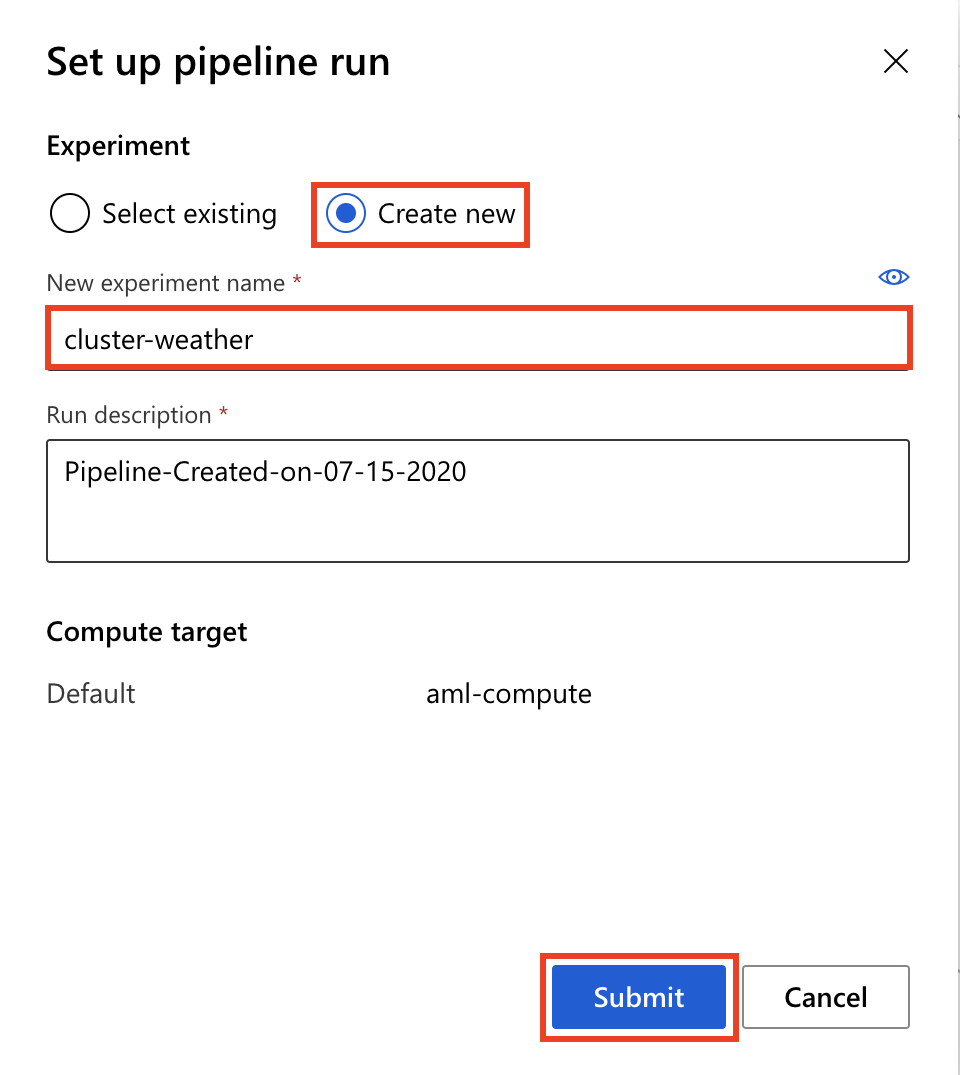 Set up pipeline run
Experiment
Select existing Create new
New experiment name *
cluster-weather
Run description *
Pipeline-Created-on-07-15-2020
Compute target
Default aml-compute
Submit Cancel